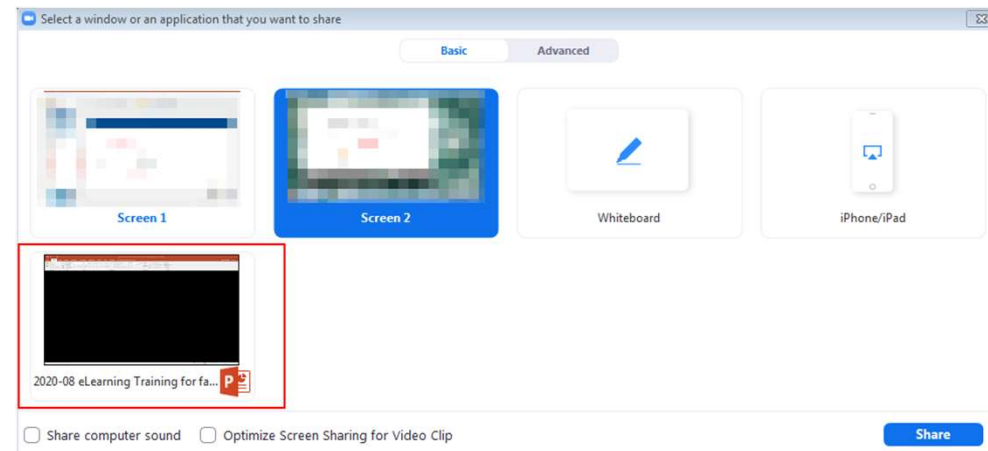 Select a window or an application that you want to share
Basic Advanced
Screen 1 Screen 2 Whiteboard iPhone/iPad
2020-08 eLearning Training for fa...
Share computer sound Optimize Screen Sharing for Video Clip Share